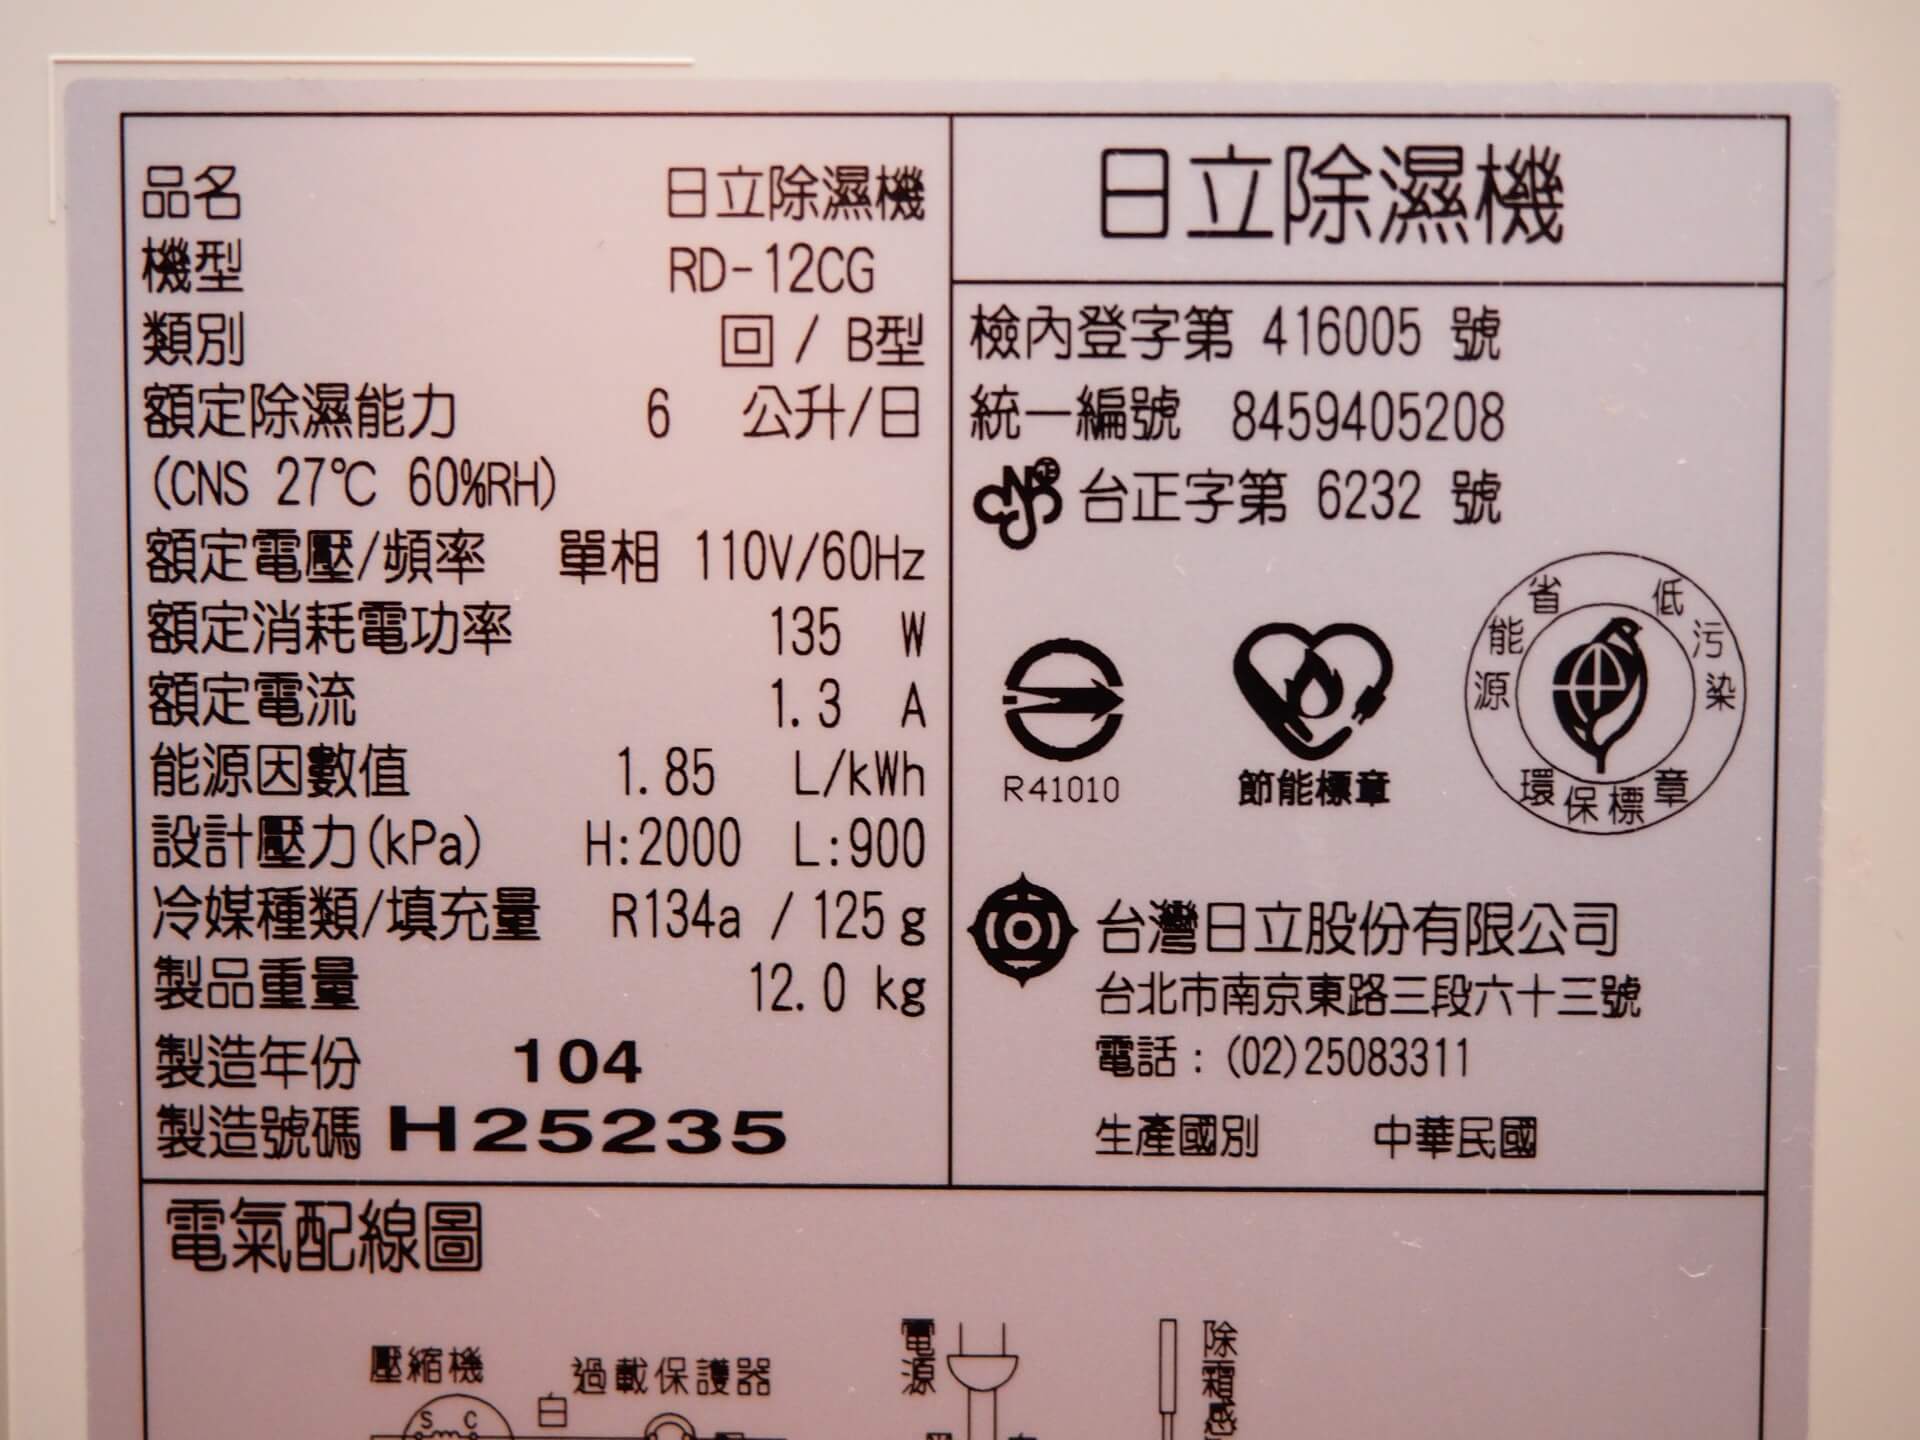 品名 日立除濕機
機型 RD-12CG
類別 回 / B型
額定除濕能力 6 公升/日
(CNS 27℃ 60%RH)
額定電壓/頻率 單相 110V/60Hz
額定消耗電功率 135 W
額定電流 1.3 A
能源因數值 1.85 L/kWh
設計壓力(kPa) H:2000 L:900
冷媒種類/填充量 R134a / 125 g
製品重量 12.0 kg
製造年份 104
製造號碼 H25235
日立除濕機
檢內登字第 416005 號
統一編號 8459405208
CNS 正 台正字第 6232 號
R41010
節能標章
省能源 低污染
環保標章
台灣日立股份有限公司
台北市南京東路三段六十三號
電話：(02)25083311
生產國別 中華民國
電氣配線圖
壓縮機
S C
白
過載保護器
電源
除霜感